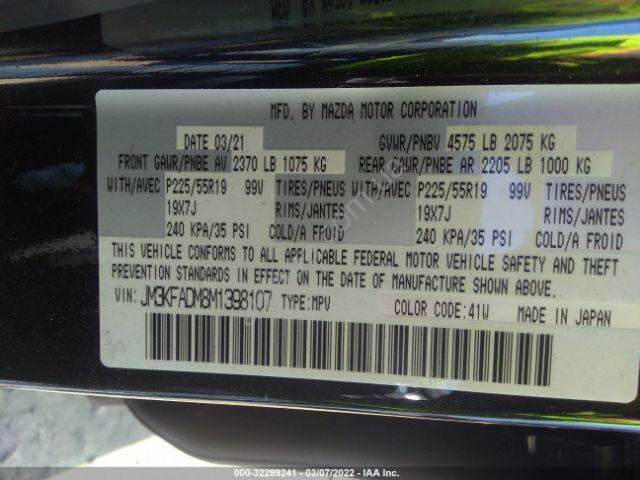 MFD. BY MAZDA MOTOR CORPORATION
DATE 03/21 GVWR/PNBV 4575 LB 2075 KG
FRONT GAWR/PNBE AV 2370 LB 1075 KG REAR GAWR/PNBE AR 2205 LB 1000 KG
WITH/AVEC P225/55R19 99V TIRES/PNEUS WITH/AVEC P225/55R19 99V TIRES/PNEUS
19X7J RIMS/JANTES 19X7J RIMS/JANTES
240 KPA/35 PSI COLD/A FROID 240 KPA/35 PSI COLD/A FROID
THIS VEHICLE CONFORMS TO ALL APPLICABLE FEDERAL MOTOR VEHICLE SAFETY AND THEFT
PREVENTION STANDARDS IN EFFECT ON THE DATE OF MANUFACTURE SHOWN ABOVE.
VIN: JM3KFADM8M1398107 TYPE:MPV COLOR CODE:41W MADE IN JAPAN
000-32299241 - 03/07/2022 - IAA Inc.